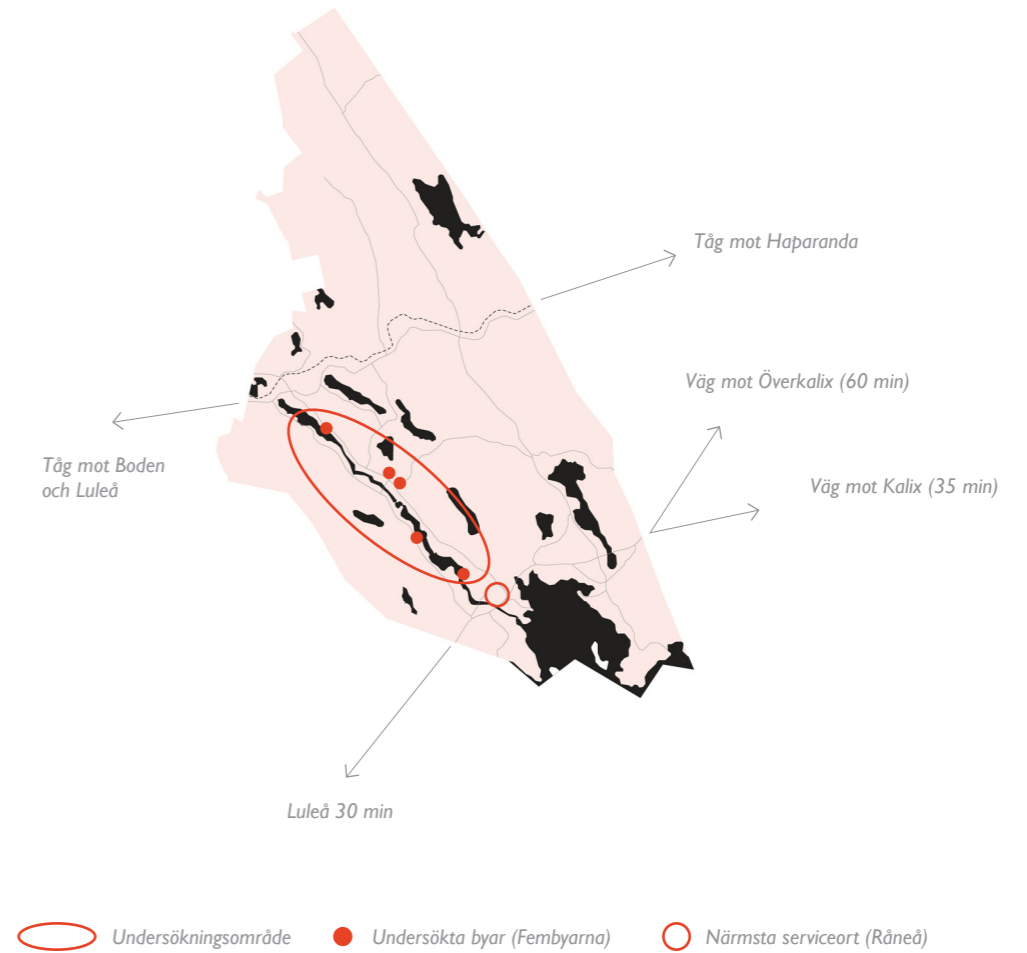 Tåg mot Haparanda
Väg mot Överkalix (60 min)
Tåg mot Boden
och Luleå
Väg mot Kalix (35 min)
Luleå 30 min
Undersökningsområde
Undersökta byar (Fembyarna)
Närmsta serviceort (Råneå)